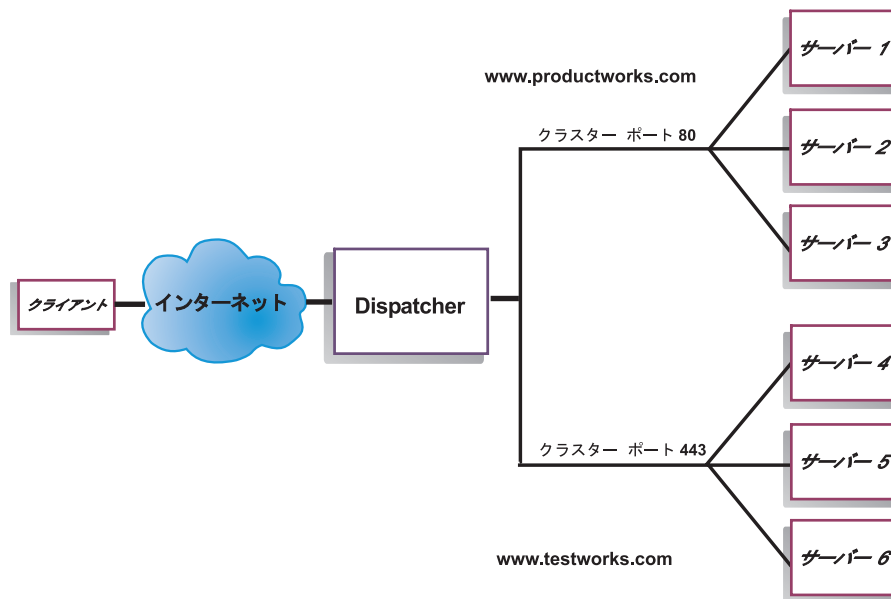 サーバー 1
www.productworks.com
クラスター ポート 80
サーバー 2
サーバー 3
クライアント
インターネット
Dispatcher
サーバー 4
クラスター ポート 443
サーバー 5
www.testworks.com
サーバー 6